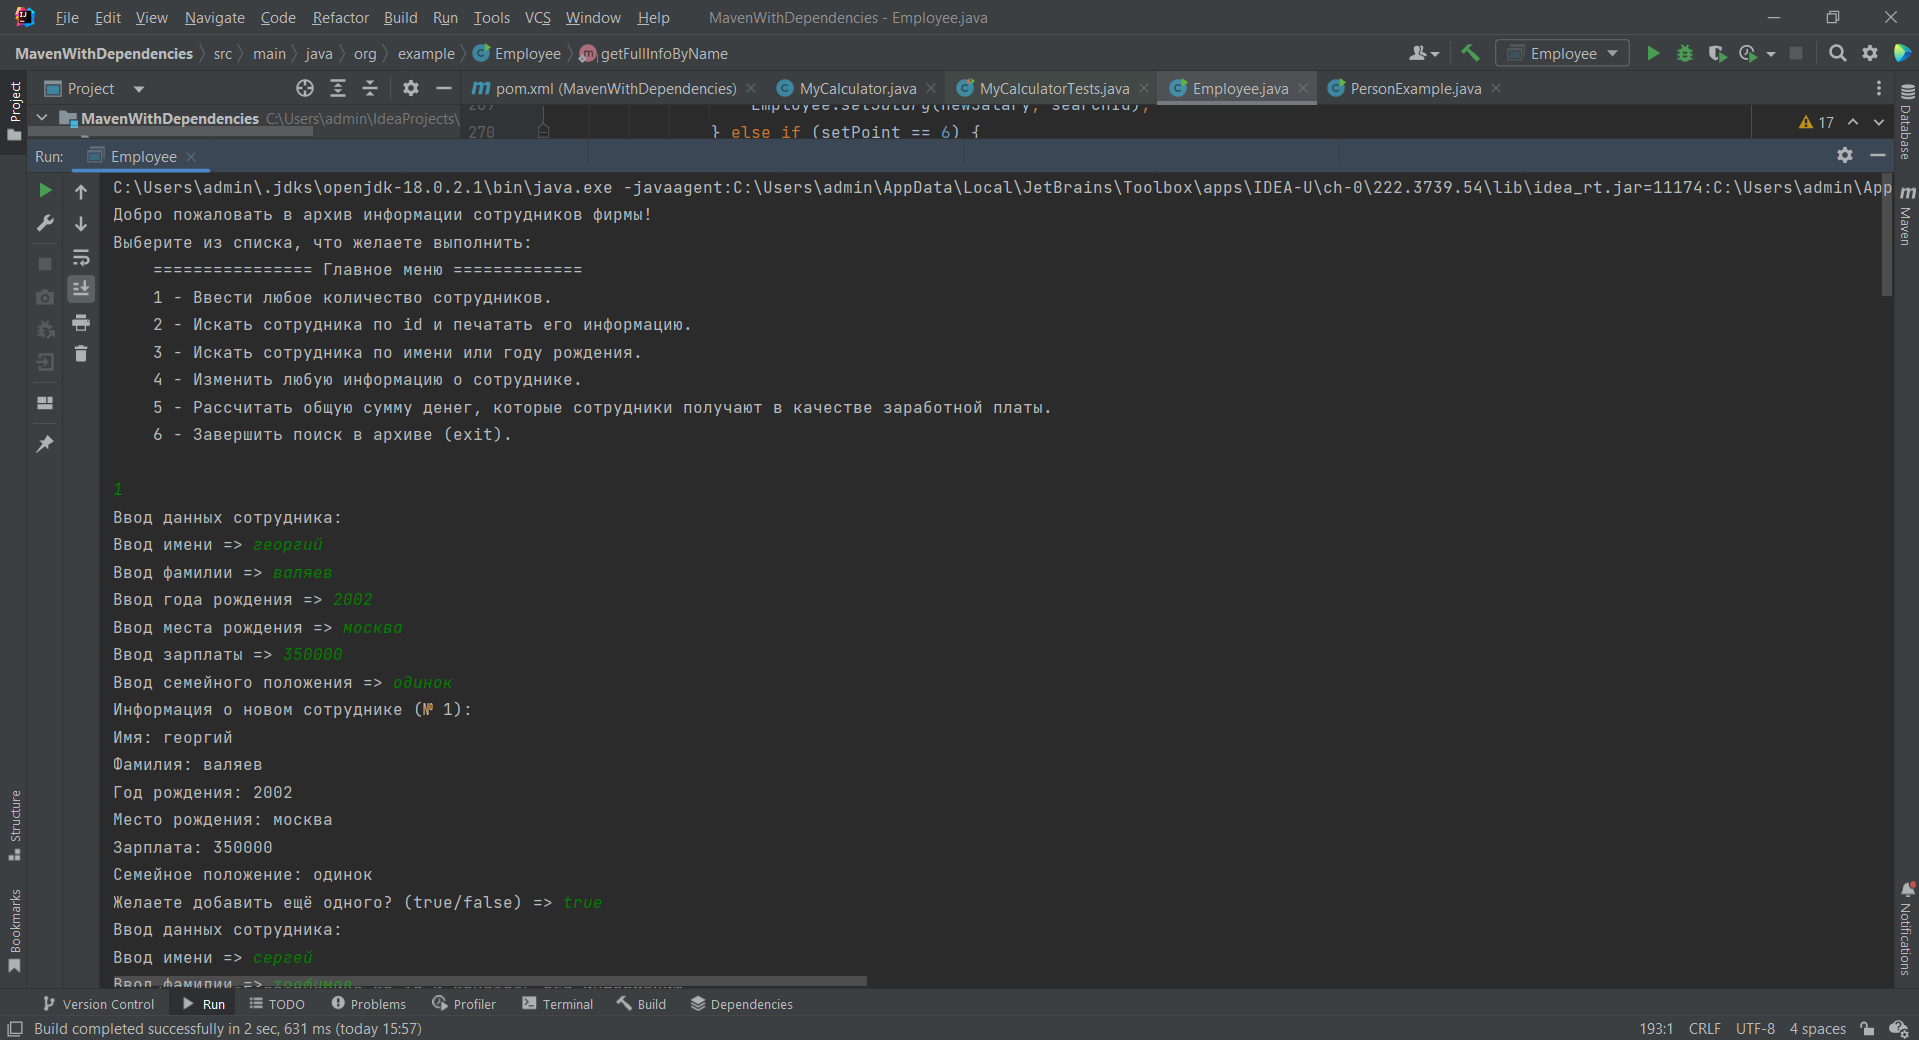 File Edit View Navigate Code Refactor Build Run Tools VCS Window Help MavenWithDependencies - Employee.java
MavenWithDependencies src main java org example Employee getFullInfoByName Employee
Project pom.xml (MavenWithDependencies) MyCalculator.java MyCalculatorTests.java Employee.java PersonExample.java
MavenWithDependencies C:\Users\admin\IdeaProjects\
Employee.setSalary(newSalary, searchId);
270 } else if (setPoint == 6) { 17
Run: Employee
C:\Users\admin\.jdks\openjdk-18.0.2.1\bin\java.exe -javaagent:C:\Users\admin\AppData\Local\JetBrains\Toolbox\apps\IDEA-U\ch-0\222.3739.54\lib\idea_rt.jar=11174:C:\Users\admin\App
Добро пожаловать в архив информации сотрудников фирмы!
Выберите из списка, что желаете выполнить:
================ Главное меню =============
1 - Ввести любое количество сотрудников.
2 - Искать сотрудника по id и печатать его информацию.
3 - Искать сотрудника по имени или году рождения.
4 - Изменить любую информацию о сотруднике.
5 - Рассчитать общую сумму денег, которые сотрудники получают в качестве заработной платы.
6 - Завершить поиск в архиве (exit).
1
Ввод данных сотрудника:
Ввод имени => георгий
Ввод фамилии => валяев
Ввод года рождения => 2002
Ввод места рождения => москва
Ввод зарплаты => 350000
Ввод семейного положения => одинок
Информация о новом сотруднике (№ 1):
Имя: георгий
Фамилия: валяев
Год рождения: 2002
Место рождения: москва
Зарплата: 350000
Семейное положение: одинок
Желаете добавить ещё одного? (true/false) => true
Ввод данных сотрудника:
Ввод имени => сергей
Ввод фамилии =>
Project
Structure
Bookmarks
Database
Maven
Notifications
Version Control Run TODO Problems Profiler Terminal Build Dependencies
Build completed successfully in 2 sec, 631 ms (today 15:57) 193:1 CRLF UTF-8 4 spaces